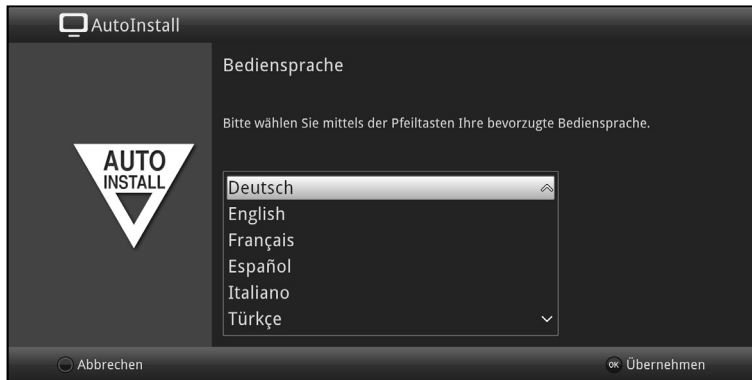 AutoInstall
Bediensprache
Bitte wählen Sie mittels der Pfeiltasten Ihre bevorzugte Bediensprache.
AUTO
INSTALL
Deutsch
English
Français
Español
Italiano
Türkçe
Abbrechen
OK Übernehmen